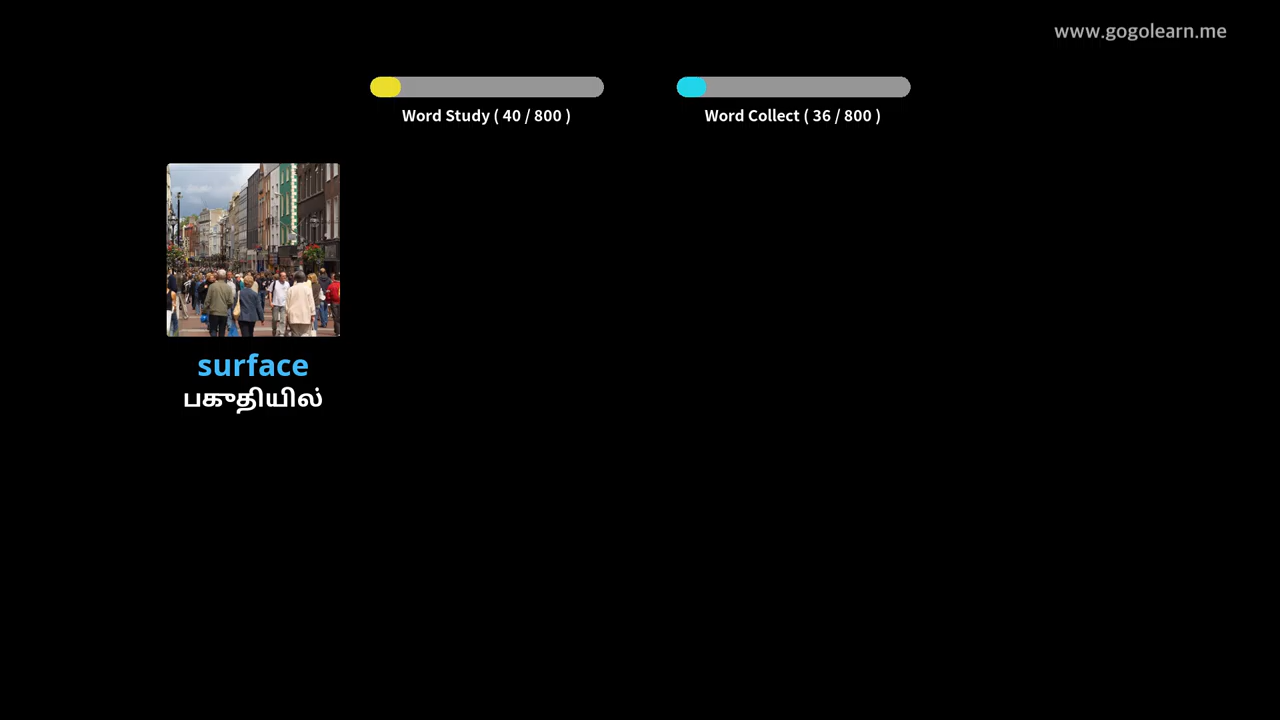 www.gogolearn.me
Word Study ( 40 / 800 )
Word Collect ( 36 / 800 )
surface
பகுதியில்